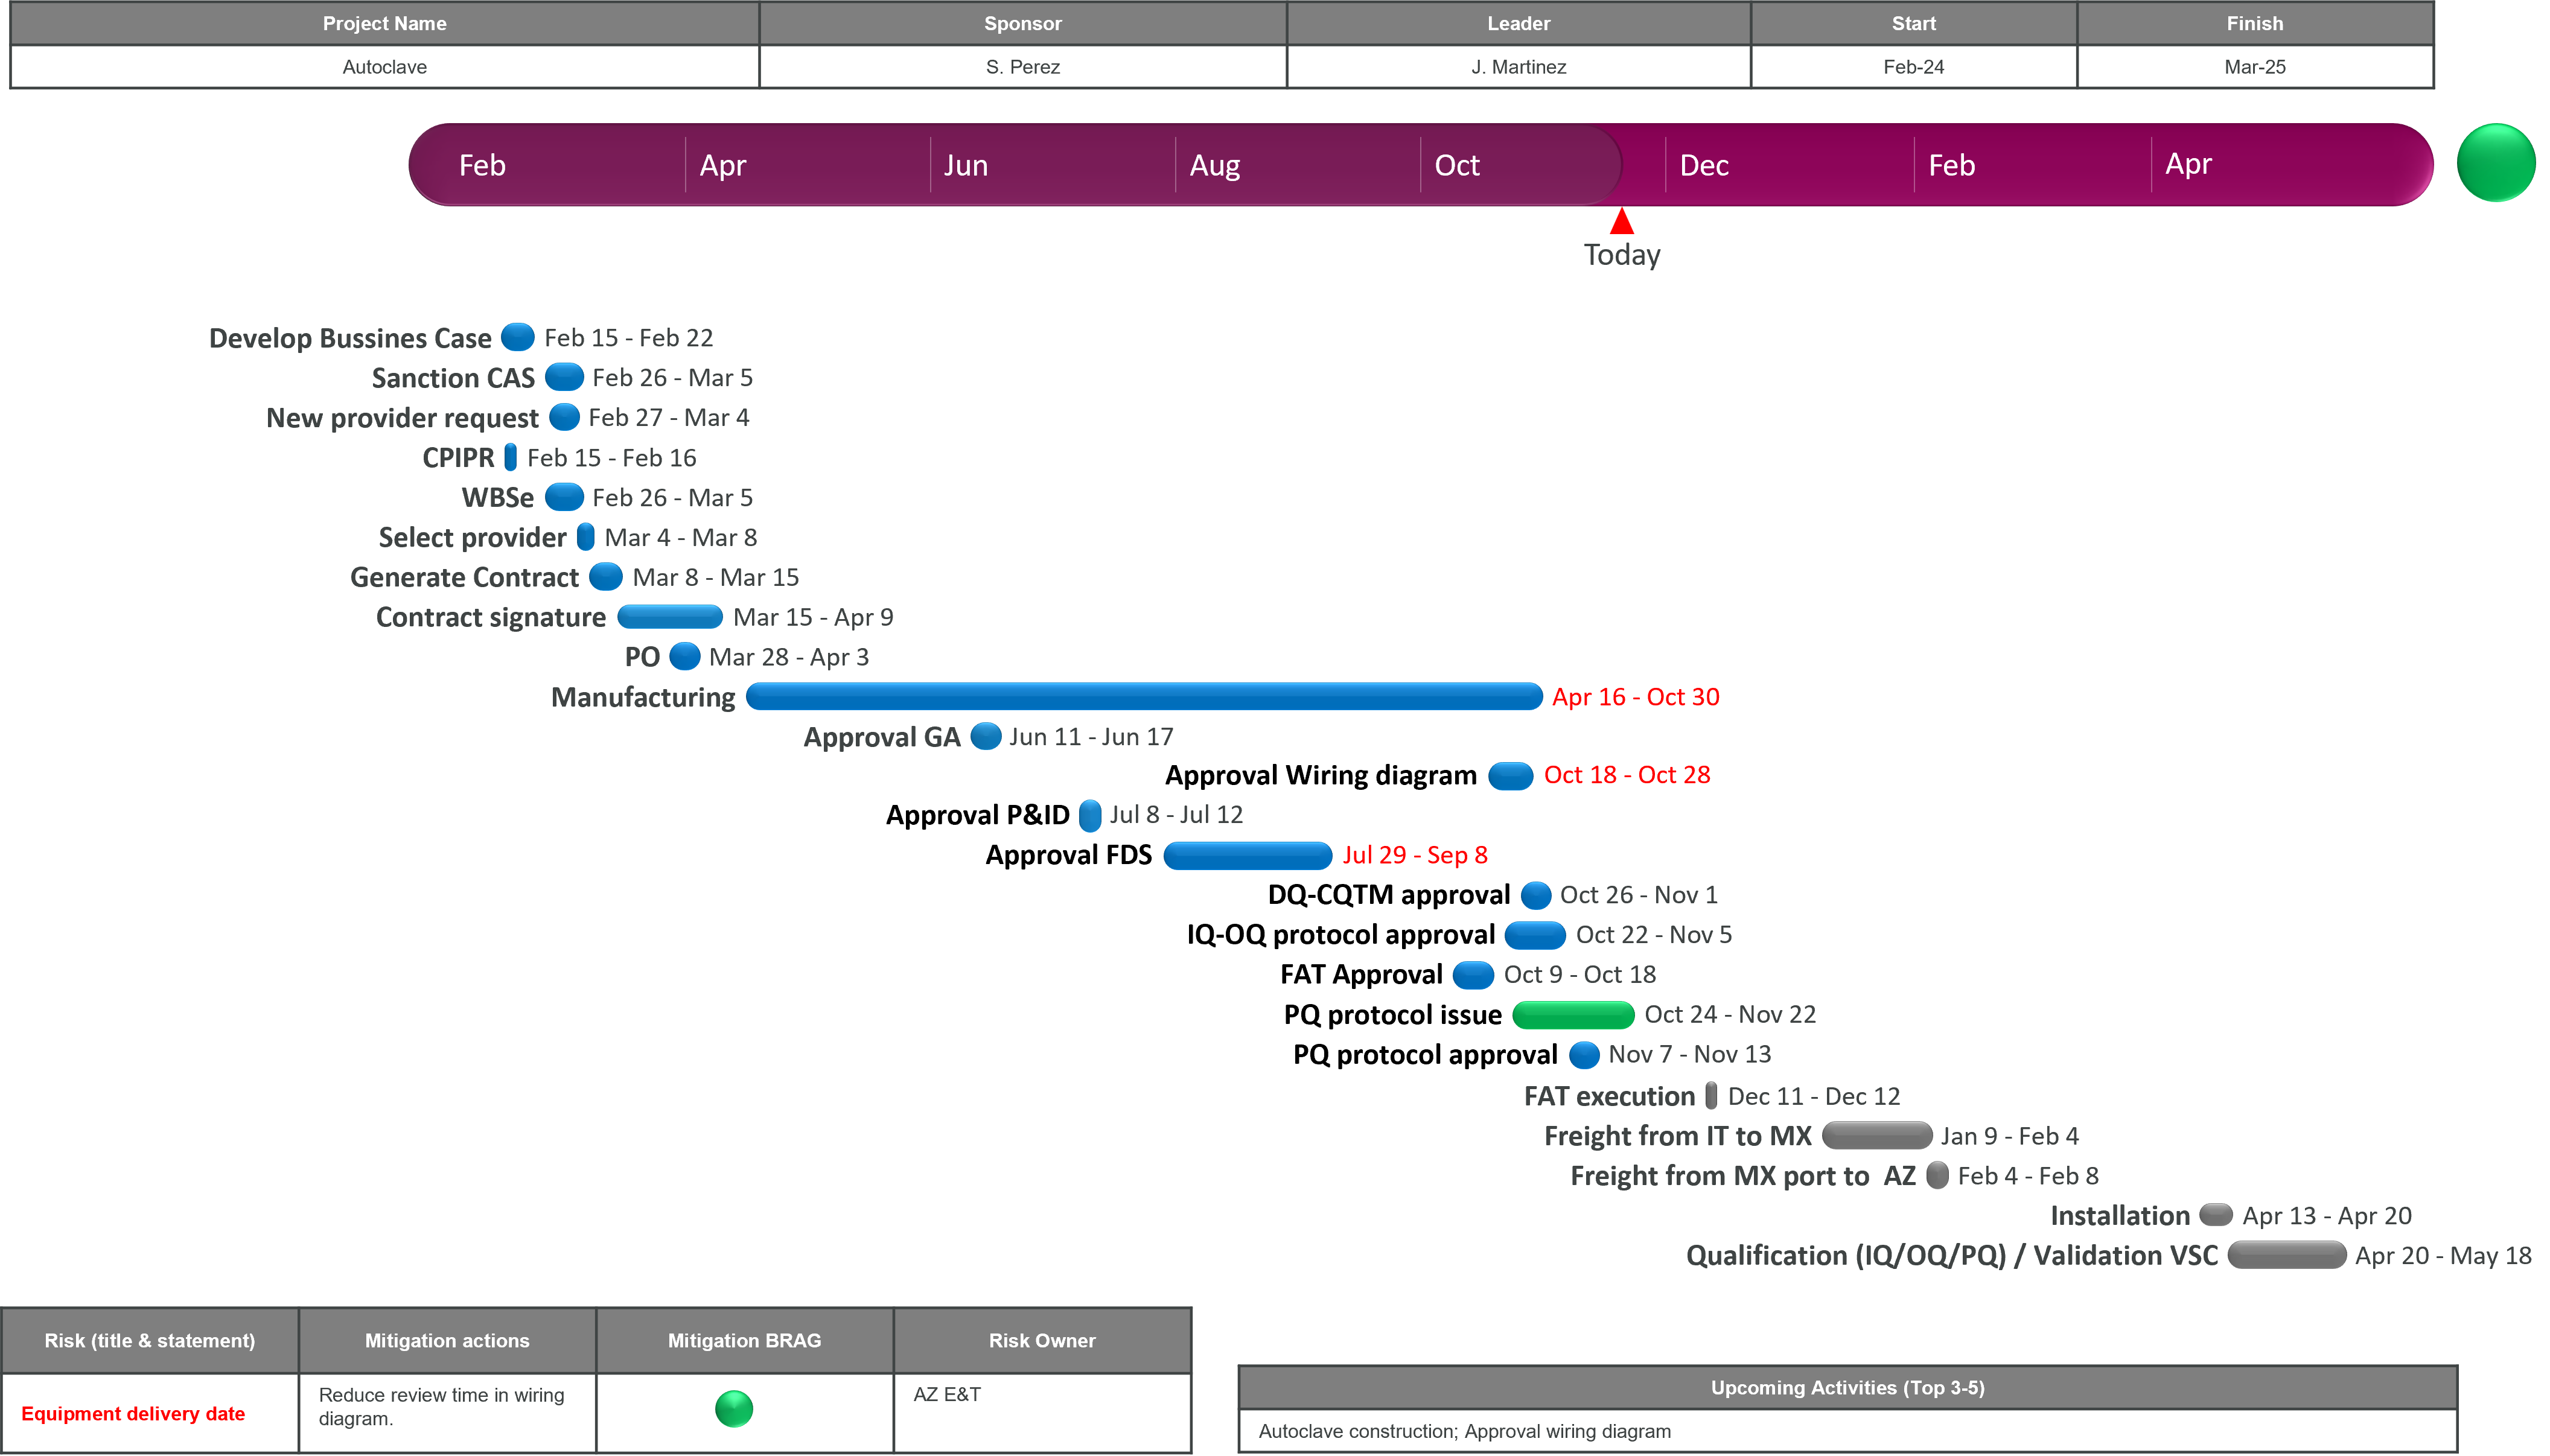 Project Name Sponsor Leader Start Finish
Autoclave S. Perez J. Martinez Feb-24 Mar-25
Feb Apr Jun Aug Oct Dec Feb Apr
Today
Develop Bussines Case Feb 15 - Feb 22
Sanction CAS Feb 26 - Mar 5
New provider request Feb 27 - Mar 4
CPIPR Feb 15 - Feb 16
WBSe Feb 26 - Mar 5
Select provider Mar 4 - Mar 8
Generate Contract Mar 8 - Mar 15
Contract signature Mar 15 - Apr 9
PO Mar 28 - Apr 3
Manufacturing Apr 16 - Oct 30
Approval GA Jun 11 - Jun 17
Approval Wiring diagram Oct 18 - Oct 28
Approval P&ID Jul 8 - Jul 12
Approval FDS Jul 29 - Sep 8
DQ-CQTM approval Oct 26 - Nov 1
IQ-OQ protocol approval Oct 22 - Nov 5
FAT Approval Oct 9 - Oct 18
PQ protocol issue Oct 24 - Nov 22
PQ protocol approval Nov 7 - Nov 13
FAT execution Dec 11 - Dec 12
Freight from IT to MX Jan 9 - Feb 4
Freight from MX port to AZ Feb 4 - Feb 8
Installation Apr 13 - Apr 20
Qualification (IQ/OQ/PQ) / Validation VSC Apr 20 - May 18
Risk (title & statement) Mitigation actions Mitigation BRAG Risk Owner
Equipment delivery date
Reduce review time in wiring
diagram.
AZ E&T
Upcoming Activities (Top 3-5)
Autoclave construction; Approval wiring diagram